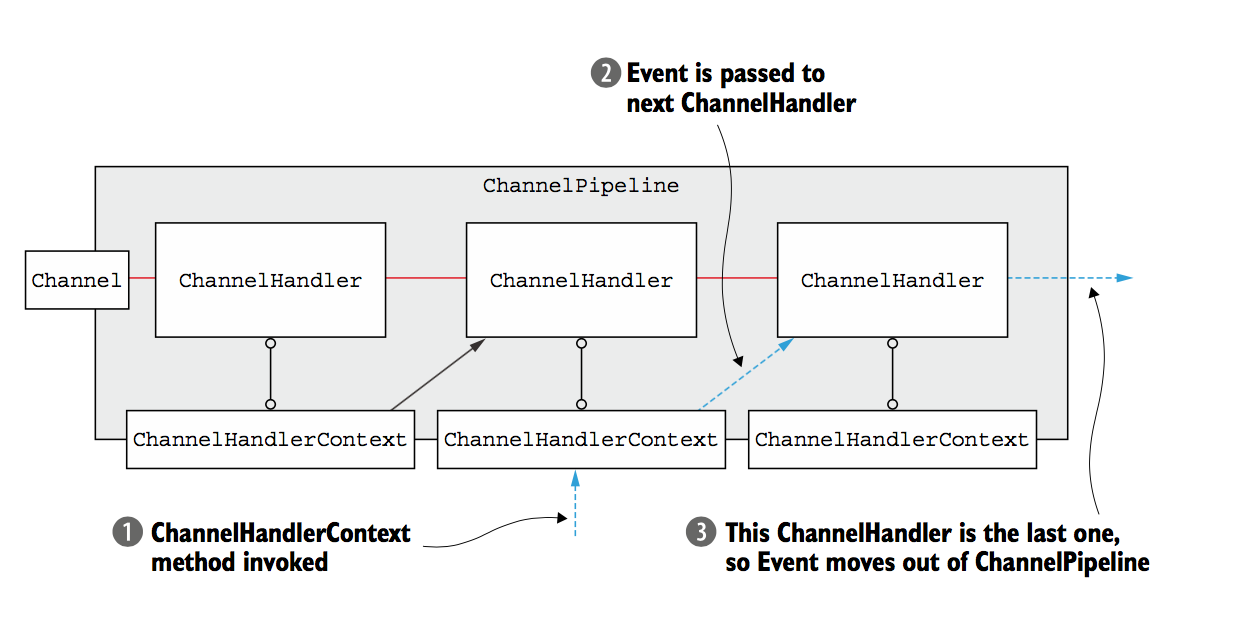 2 Event is passed to
next ChannelHandler
ChannelPipeline
Channel
ChannelHandler
ChannelHandler
ChannelHandler
ChannelHandlerContext
ChannelHandlerContext
ChannelHandlerContext
1 ChannelHandlerContext
method invoked
3 This ChannelHandler is the last one,
so Event moves out of ChannelPipeline